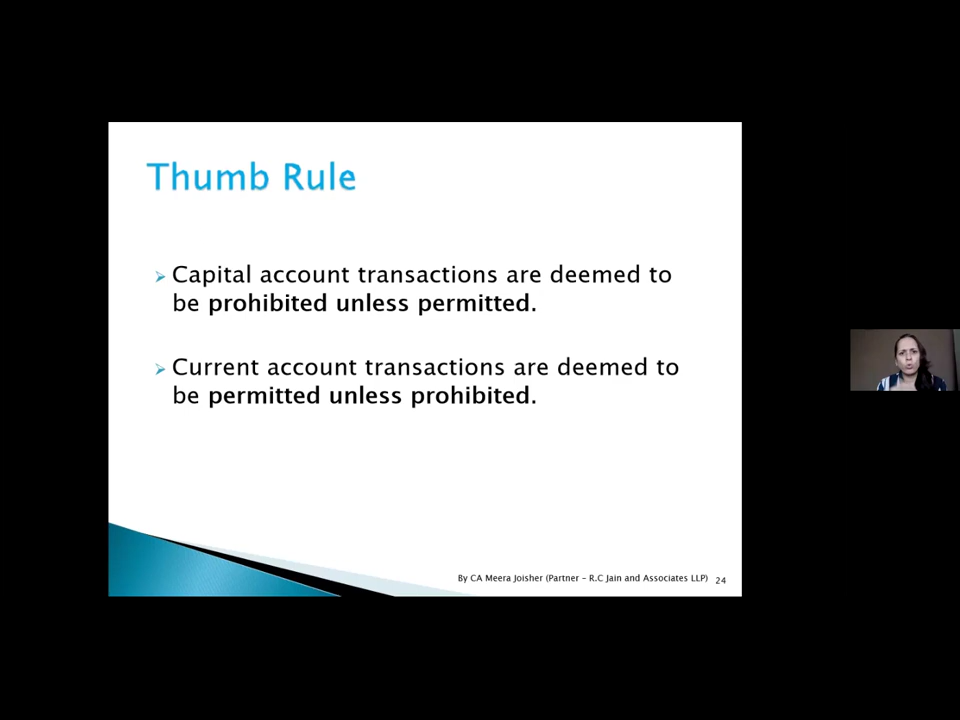 Thumb Rule
Capital account transactions are deemed to
be prohibited unless permitted.
Current account transactions are deemed to
be permitted unless prohibited.
By CA Meera Joisher (Partner – R.C Jain and Associates LLP) 24